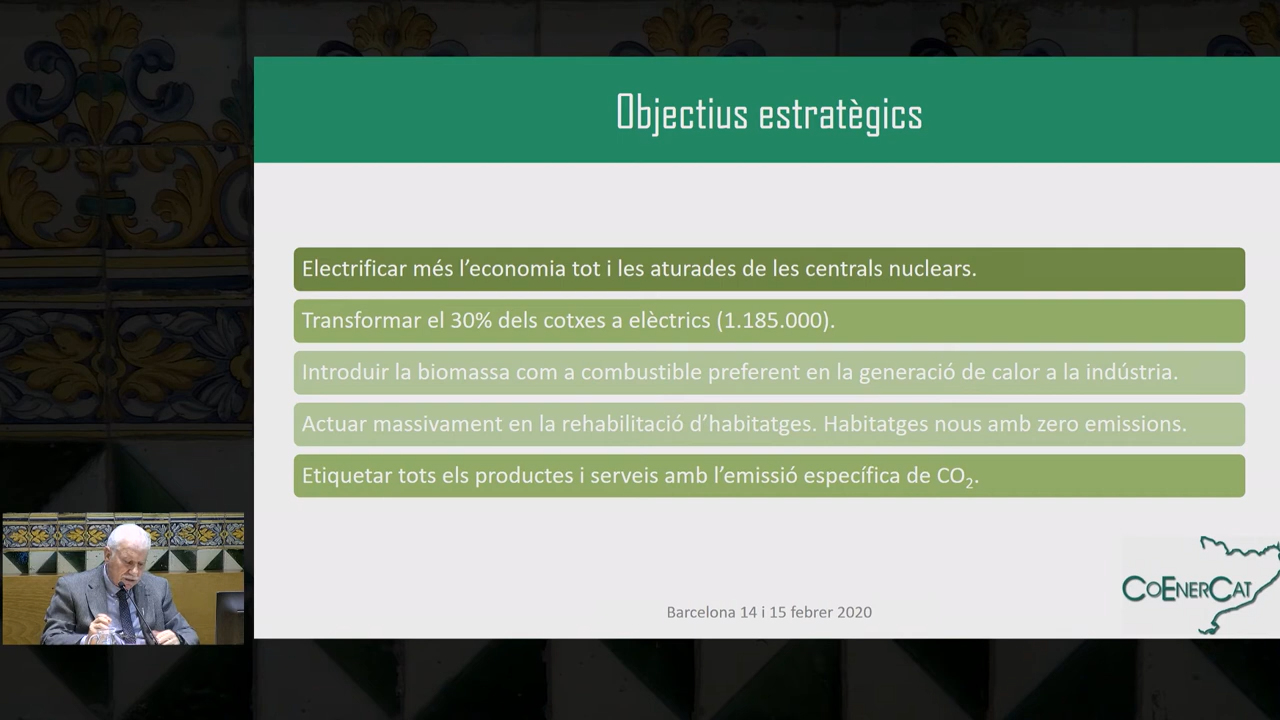 Objectius estratègics
Electrificar més l’economia tot i les aturades de les centrals nuclears.
Transformar el 30% dels cotxes a elèctrics (1.185.000).
Introduir la biomassa com a combustible preferent en la generació de calor a la indústria.
Actuar massivament en la rehabilitació d’habitatges. Habitatges nous amb zero emissions.
Etiquetar tots els productes i serveis amb l’emissió específica de CO₂.
Barcelona 14 i 15 febrer 2020
COENERCAT